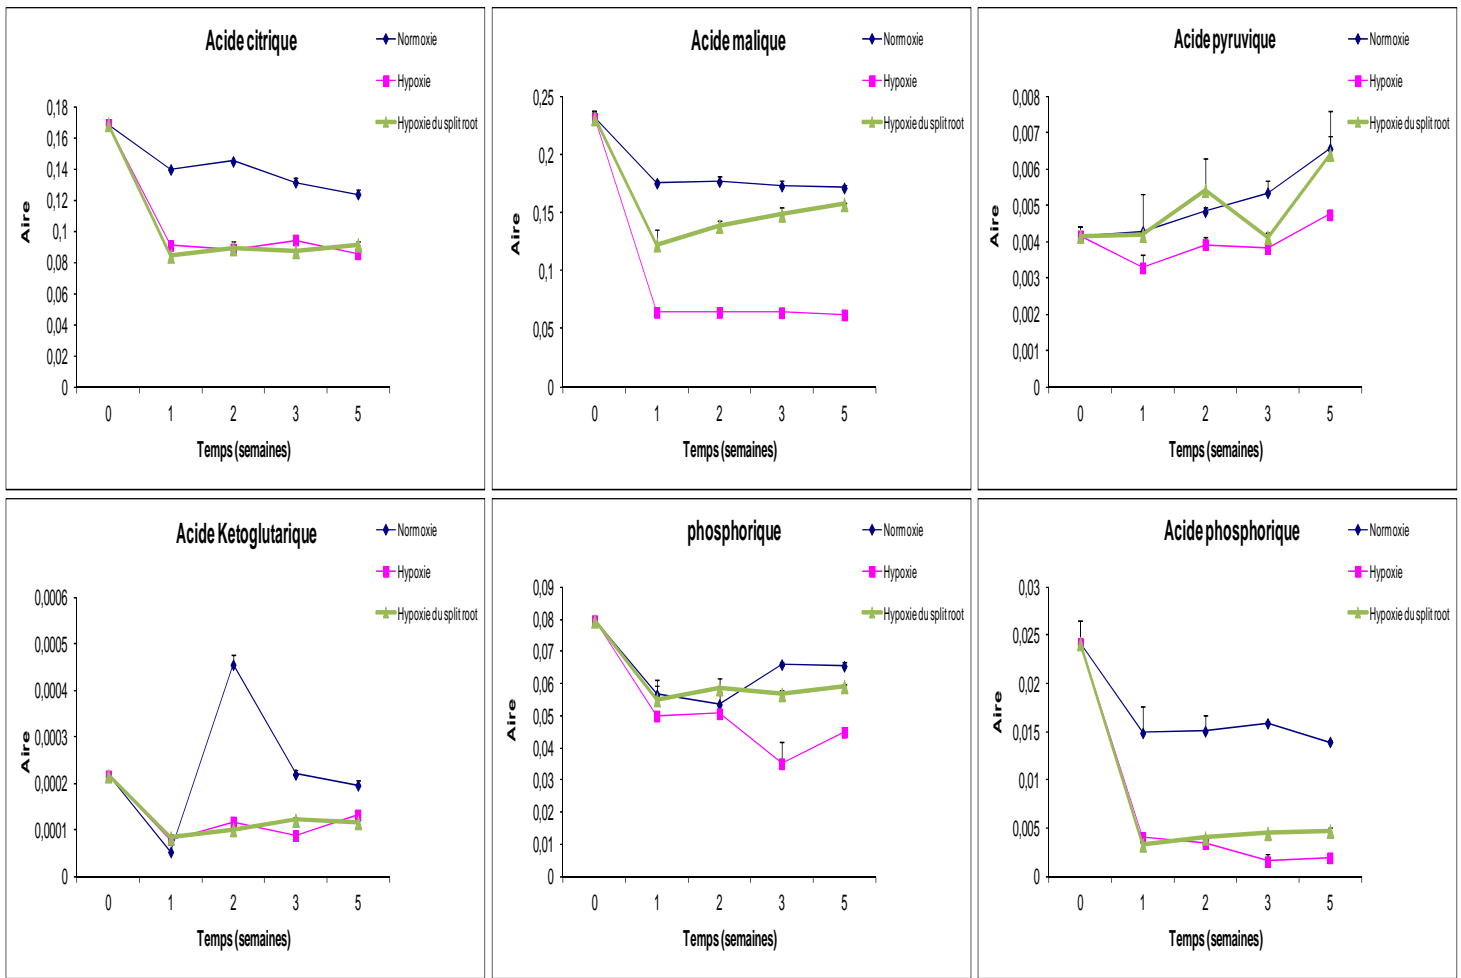 Acide citrique
Normoxie
Hypoxie
Hypoxie du split root
0,18
0,16
0,14
0,12
0,1
0,08
0,06
0,04
0,02
0
Aire
0 1 2 3 5
Temps (semaines)
Acide malique
Normoxie
Hypoxie
Hypoxie du split root
0,25
0,2
0,15
0,1
0,05
0
Aire
0 1 2 3 5
Temps (semaines)
Acide pyruvique
Normoxie
Hypoxie
Hypoxie du split root
0,008
0,007
0,006
0,005
0,004
0,003
0,002
0,001
0
Aire
0 1 2 3 5
Temps (semaines)
Acide Ketoglutarique
Normoxie
Hypoxie
Hypoxie du split root
0,0006
0,0005
0,0004
0,0003
0,0002
0,0001
0
Aire
0 1 2 3 5
Temps (semaines)
phosphorique
Normoxie
Hypoxie
Hypoxie du split root
0,09
0,08
0,07
0,06
0,05
0,04
0,03
0,02
0,01
0
Aire
0 1 2 3 5
Temps (semaines)
Acide phosphorique
Normoxie
Hypoxie
Hypoxie du split root
0,03
0,025
0,02
0,015
0,01
0,005
0
Aire
0 1 2 3 5
Temps (semaines)